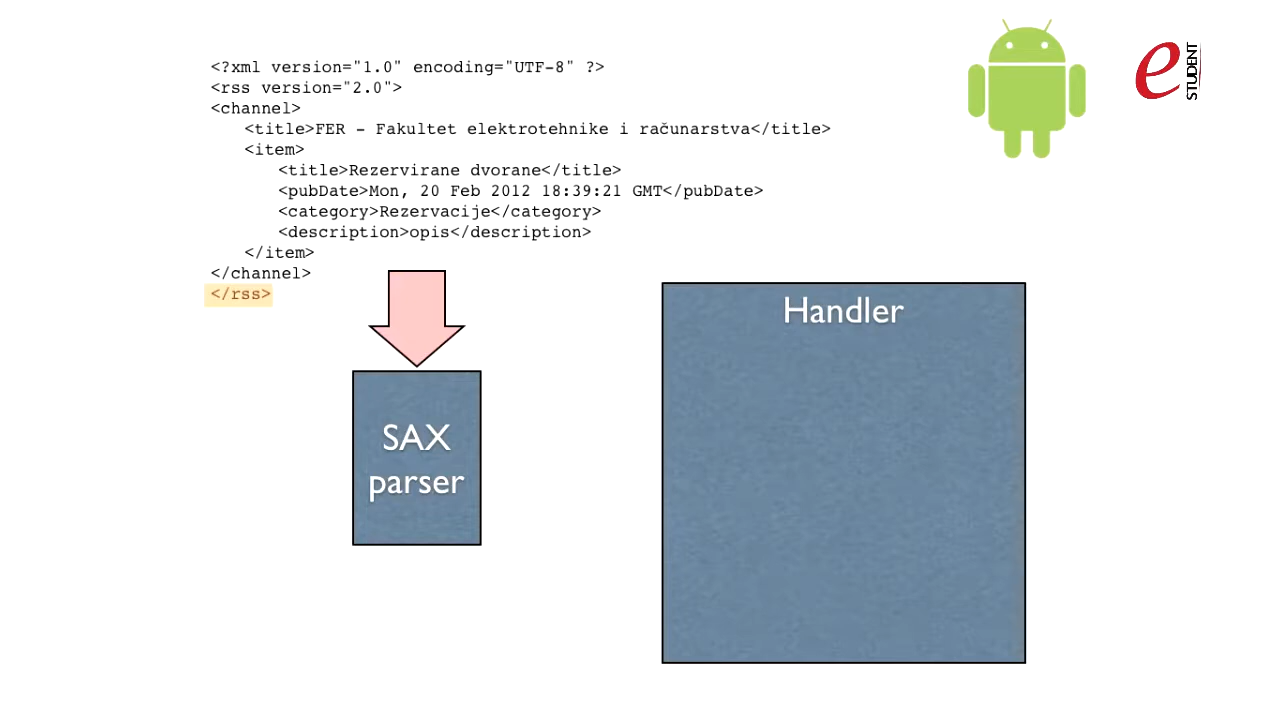 <?xml version="1.0" encoding="UTF-8" ?>
<rss version="2.0">
<channel>
<title>FER - Fakultet elektrotehnike i računarstva</title>
<item>
<title>Rezervirane dvorane</title>
<pubDate>Mon, 20 Feb 2012 18:39:21 GMT</pubDate>
<category>Rezervacije</category>
<description>opis</description>
</item>
</channel>
</rss>
SAX
parser
Handler
e STUDENT